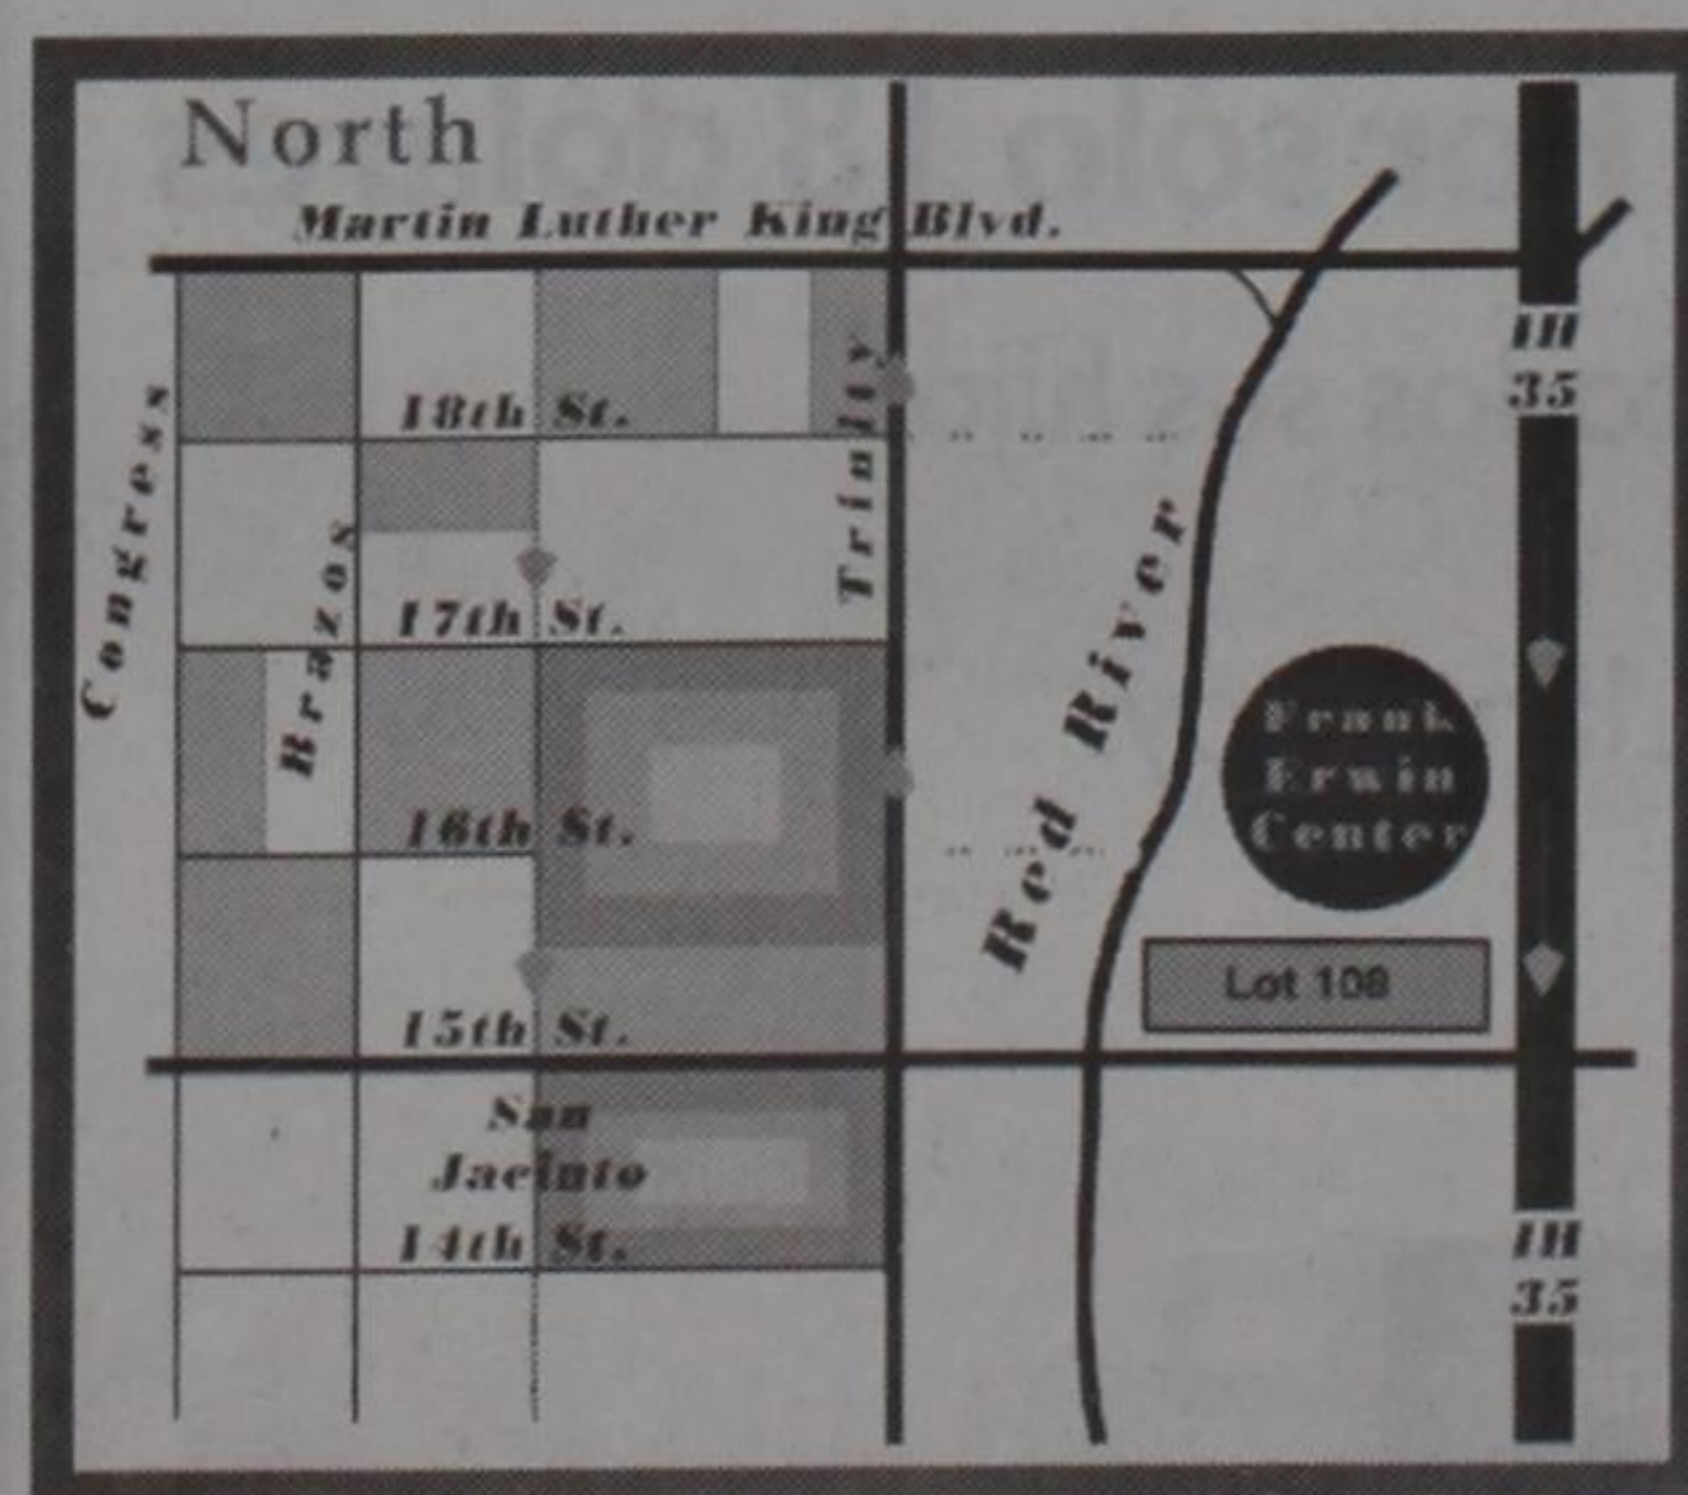 North
Martin Luther King Blvd.
IH
35
18th St.
Congress
Trinity
Brazos
Red River
17th St.
Frank
Erwin
Center
16th St.
Lot 108
15th St.
San
Jacinto
14th St.
IH
35